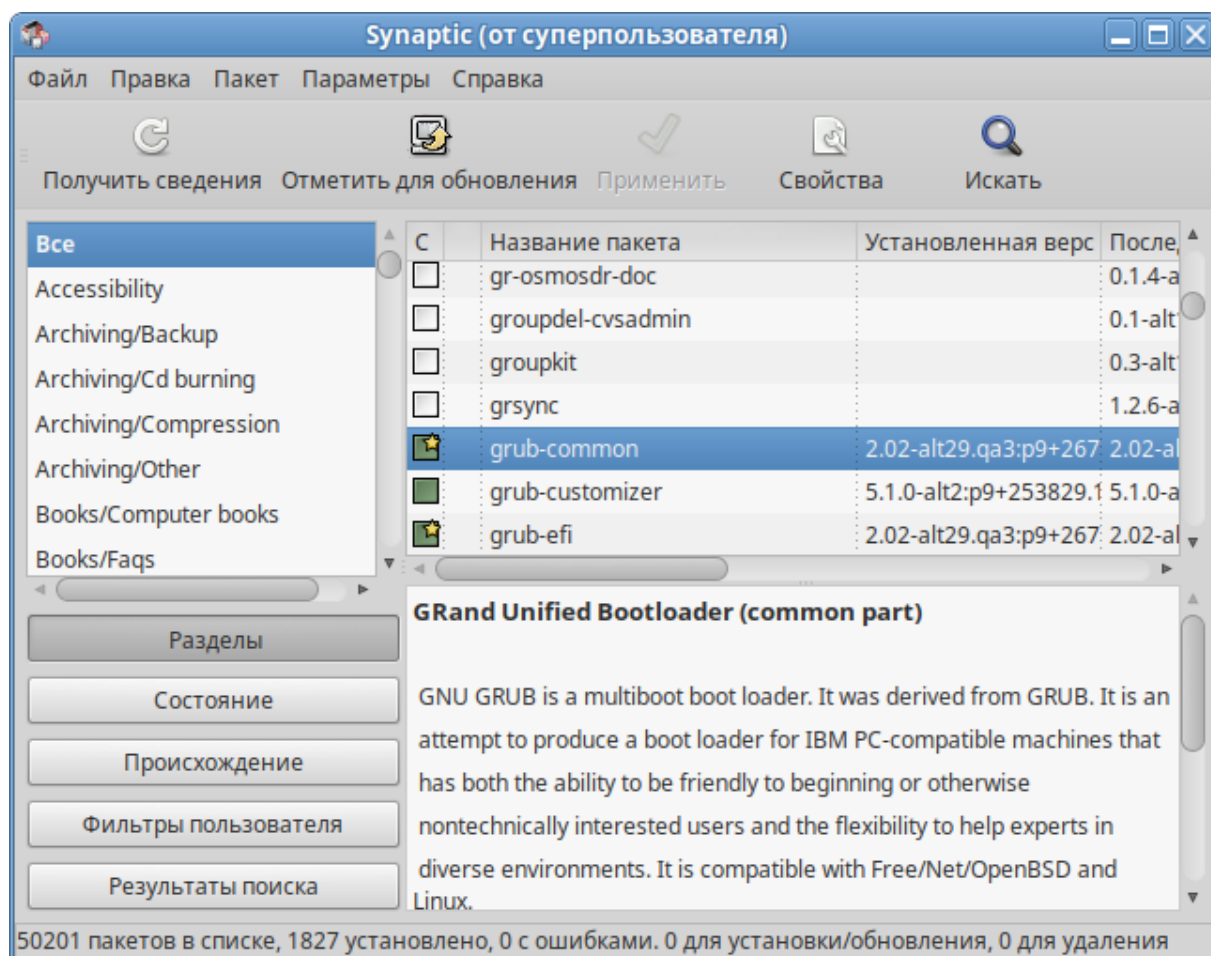 Synaptic (от суперпользователя)
Файл Правка Пакет Параметры Справка
Получить сведения Отметить для обновления Применить Свойства Искать
Все
Accessibility
Archiving/Backup
Archiving/Cd burning
Archiving/Compression
Archiving/Other
Books/Computer books
Books/Faqs
С Название пакета Установленная верс Послед
gr-osmosdr-doc 0.1.4-a
groupdel-cvsadmin 0.1-alt
groupkit 0.3-alt
grsync 1.2.6-a
grub-common 2.02-alt29.qa3:p9+267 2.02-al
grub-customizer 5.1.0-alt2:p9+253829.1 5.1.0-a
grub-efi 2.02-alt29.qa3:p9+267 2.02-al
Разделы
Состояние
Происхождение
Фильтры пользователя
Результаты поиска
GRand Unified Bootloader (common part)
GNU GRUB is a multiboot boot loader. It was derived from GRUB. It is an
attempt to produce a boot loader for IBM PC-compatible machines that
has both the ability to be friendly to beginning or otherwise
nontechnically interested users and the flexibility to help experts in
diverse environments. It is compatible with Free/Net/OpenBSD and
Linux.
50201 пакетов в списке, 1827 установлено, 0 с ошибками. 0 для установки/обновления, 0 для удаления